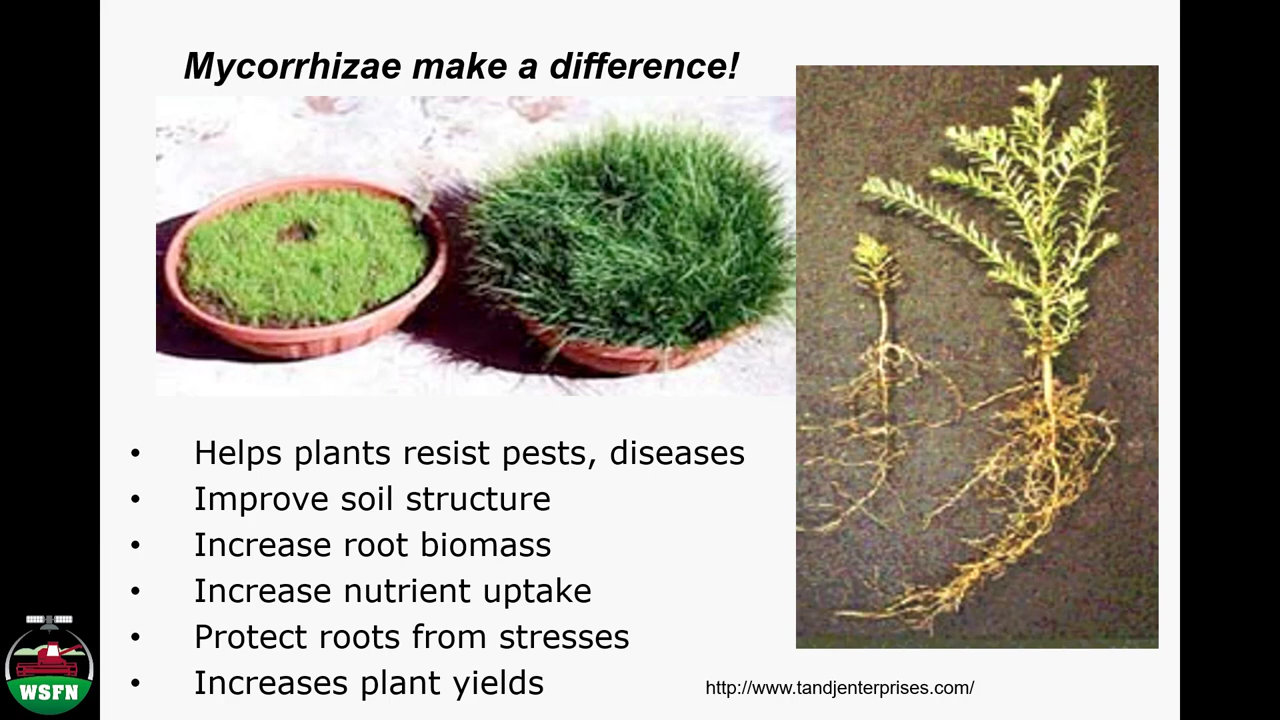 Mycorrhizae make a difference!
• Helps plants resist pests, diseases
• Improve soil structure
• Increase root biomass
• Increase nutrient uptake
• Protect roots from stresses
• Increases plant yields
http://www.tandjenterprises.com/
WSFN